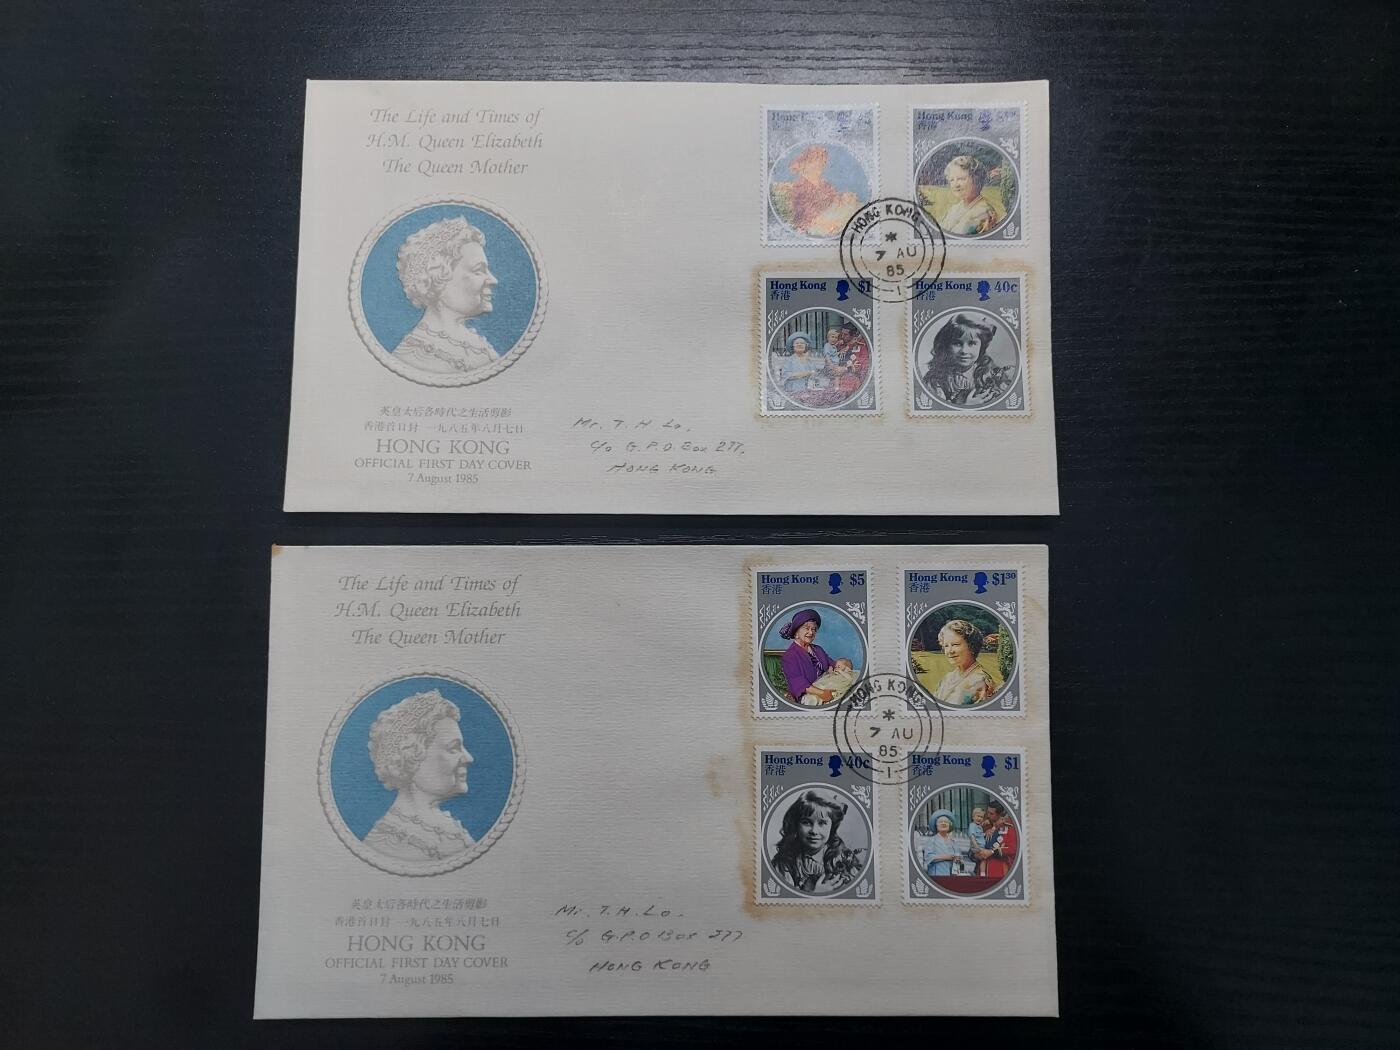 The Life and Times of
H.M. Queen Elizabeth
The Queen Mother
英皇太后各時代之生活剪影
香港首日封 一九八五年八月七日
HONG KONG
OFFICIAL FIRST DAY COVER
7 August 1985
Mr. T. H Lo,
c/o G.P.O. Box 277,
HONG KONG
Hong Kong
Hong Kong
香港
HONG KONG
7 AU
85
1
Hong Kong $1
香港
Hong Kong 40c
香港
The Life and Times of
H.M. Queen Elizabeth
The Queen Mother
英皇太后各時代之生活剪影
香港首日封 一九八五年八月七日
HONG KONG
OFFICIAL FIRST DAY COVER
7 August 1985
Mr. T. H. Lo.
c/o G.P.O Box 277
HONG KONG
Hong Kong $5
香港
Hong Kong $1³⁰
香港
HONG KONG
7 AU
85
1
Hong Kong 40c
香港
Hong Kong $1
香港